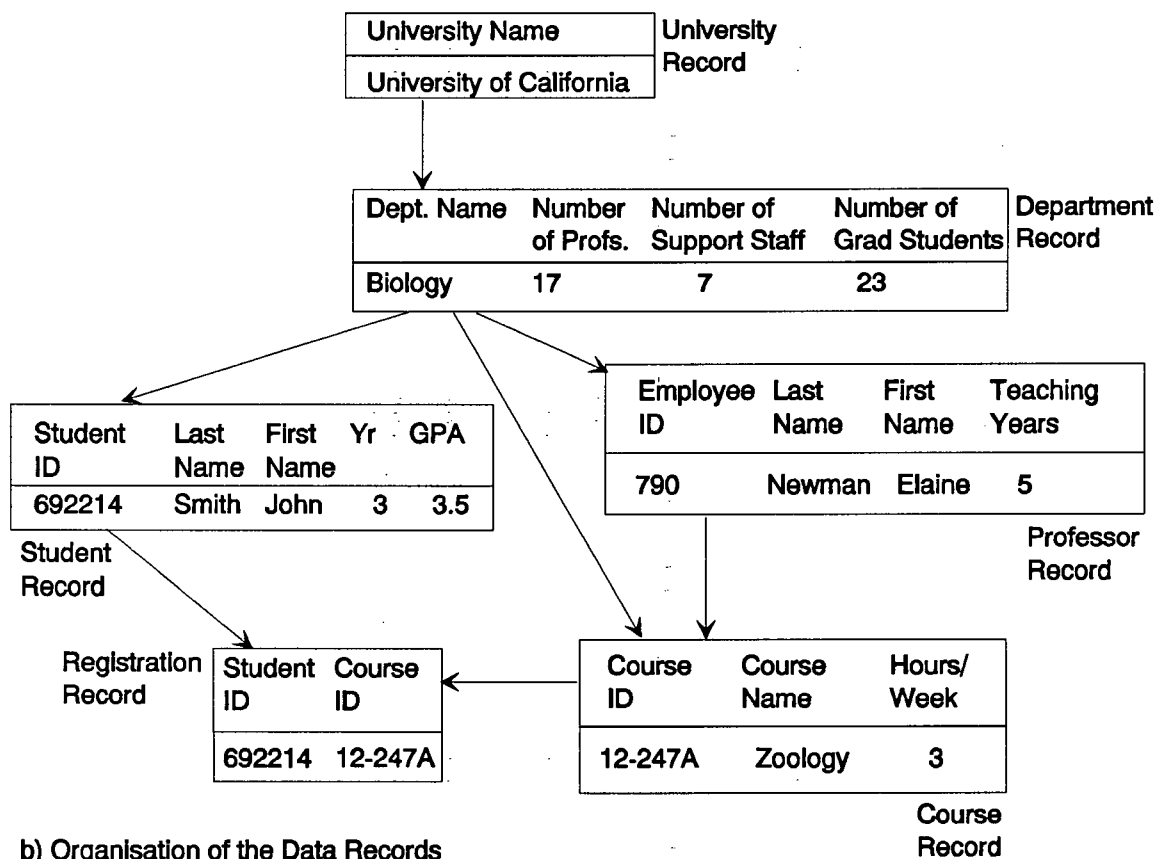 University Name
University of California
University
Record
Dept. Name Number Number of Number of
of Profs. Support Staff Grad Students
Biology 17 7 23
Department
Record
Employee Last First Teaching
ID Name Name Years
790 Newman Elaine 5
Professor
Record
Student Last First Yr GPA
ID Name Name
692214 Smith John 3 3.5
Student
Record
Registration
Record
Student Course
ID ID
692214 12-247A
Course Course Hours/
ID Name Week
12-247A Zoology 3
Course
Record
b) Organisation of the Data Records